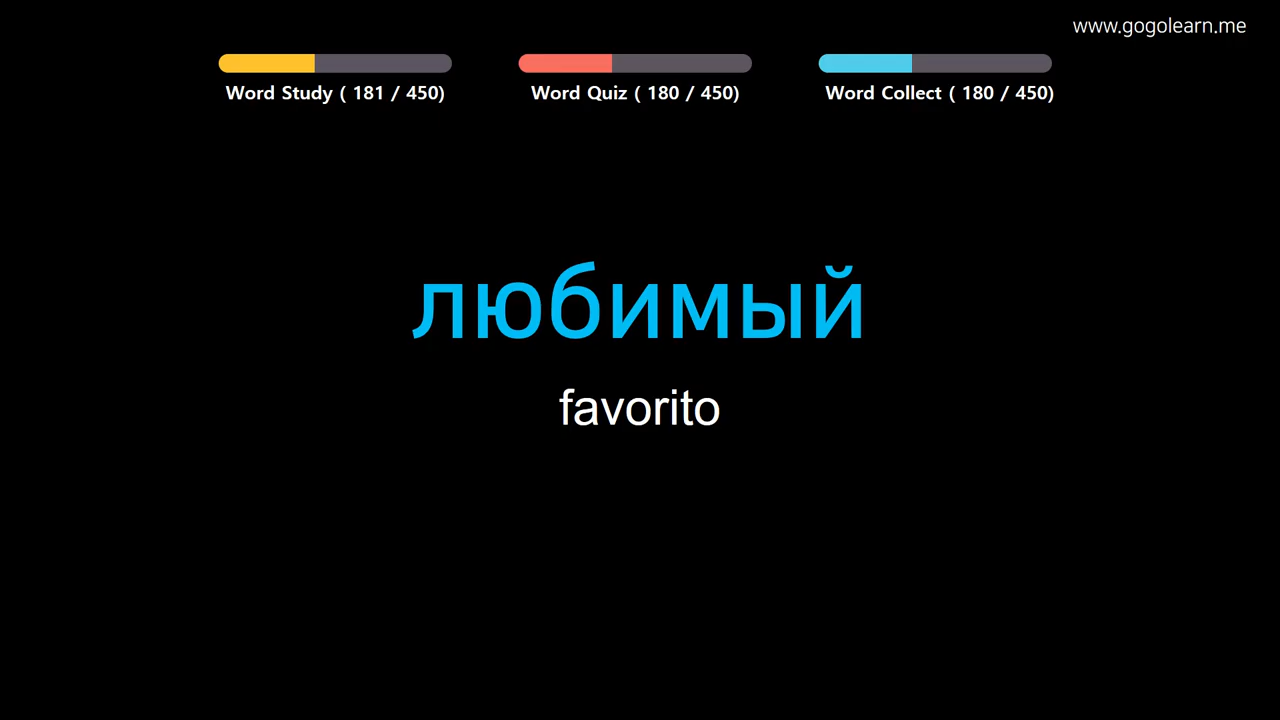 www.gogolearn.me
Word Study ( 181 / 450)
Word Quiz ( 180 / 450)
Word Collect ( 180 / 450)
любимый
favorito